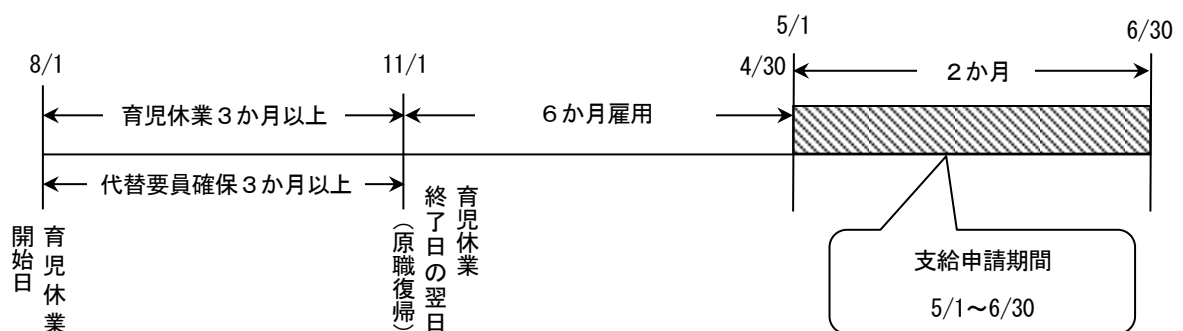 5/1
6/30
8/1
11/1
4/30
2か月
育児休業3か月以上
6か月雇用
代替要員確保3か月以上
育児休業
開始日
育児休業
終了日の翌日
(原職復帰)
支給申請期間
5/1~6/30